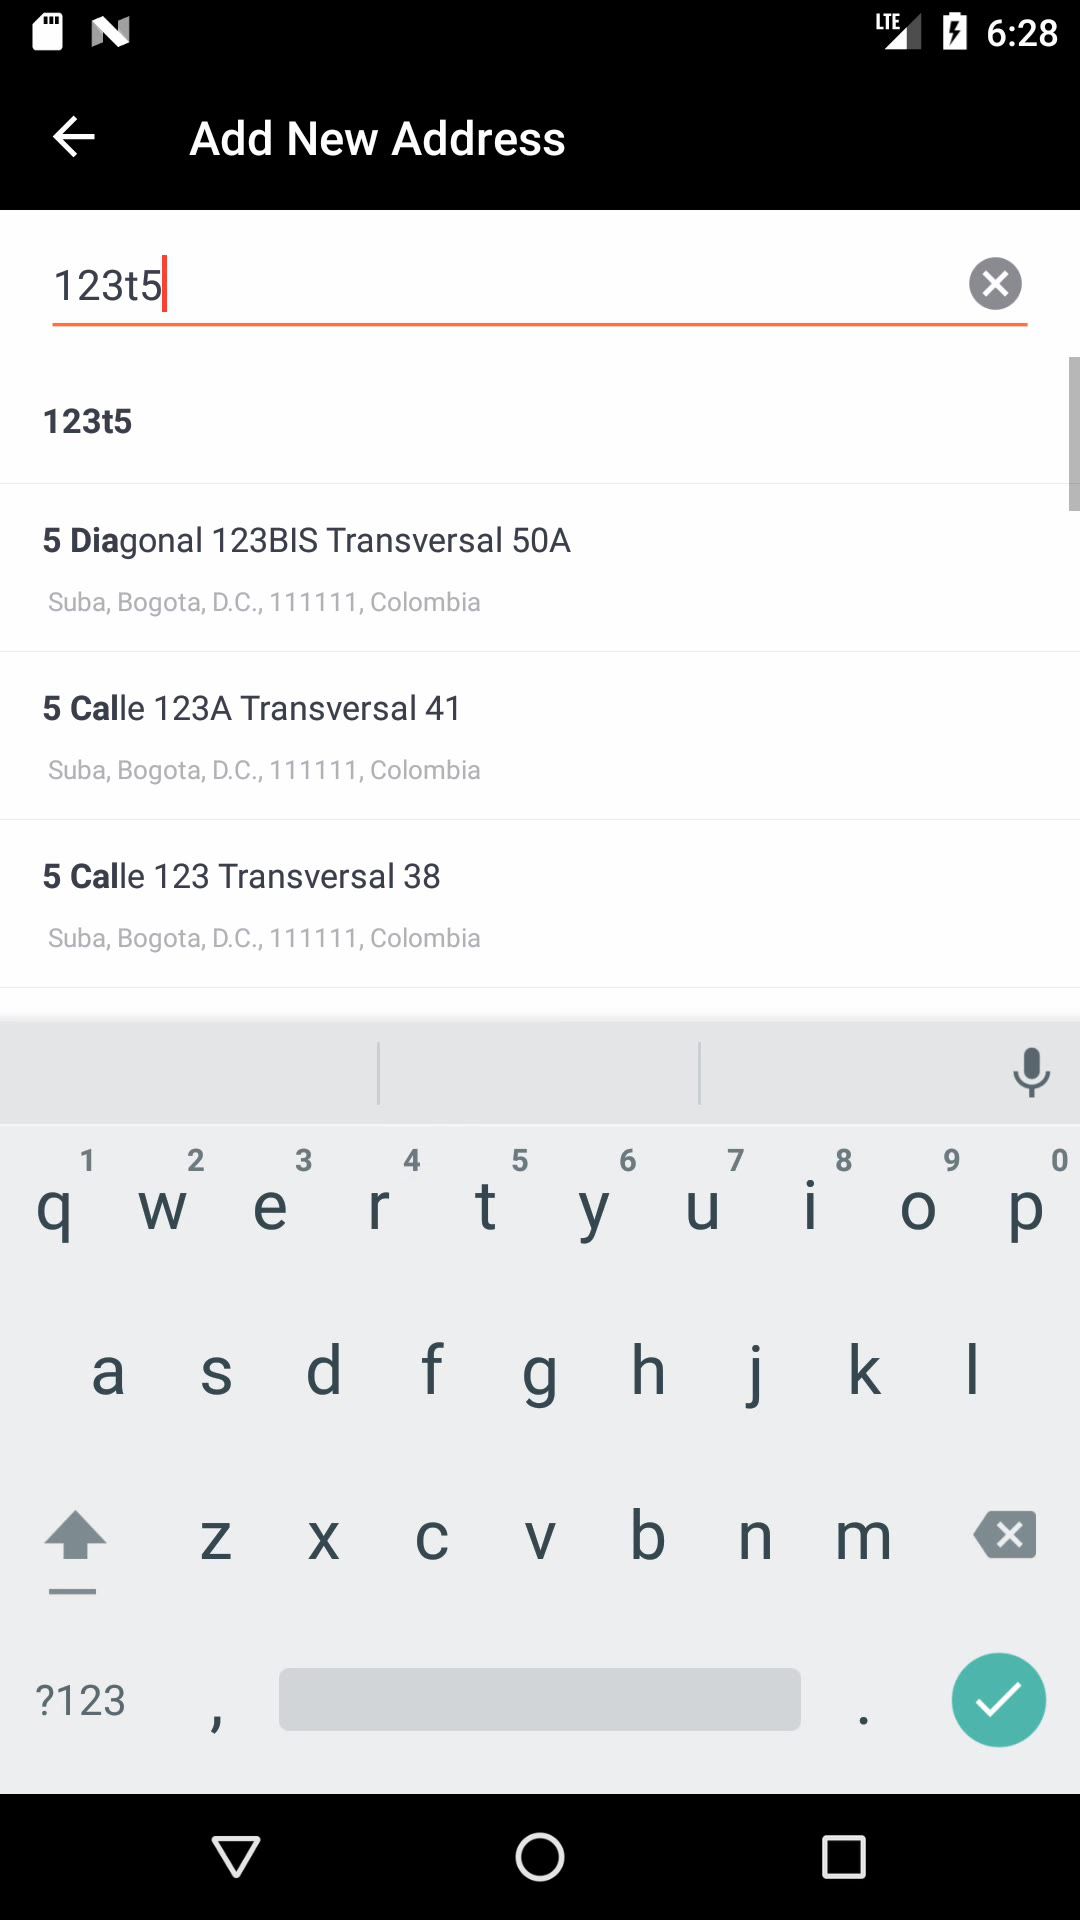 LTE 6:28
Add New Address
123t5
123t5
5 Diagonal 123BIS Transversal 50A
Suba, Bogota, D.C., 111111, Colombia
5 Calle 123A Transversal 41
Suba, Bogota, D.C., 111111, Colombia
5 Calle 123 Transversal 38
Suba, Bogota, D.C., 111111, Colombia
1 2 3 4 5 6 7 8 9 0
q w e r t y u i o p
a s d f g h j k l
z x c v b n m
?123 , .